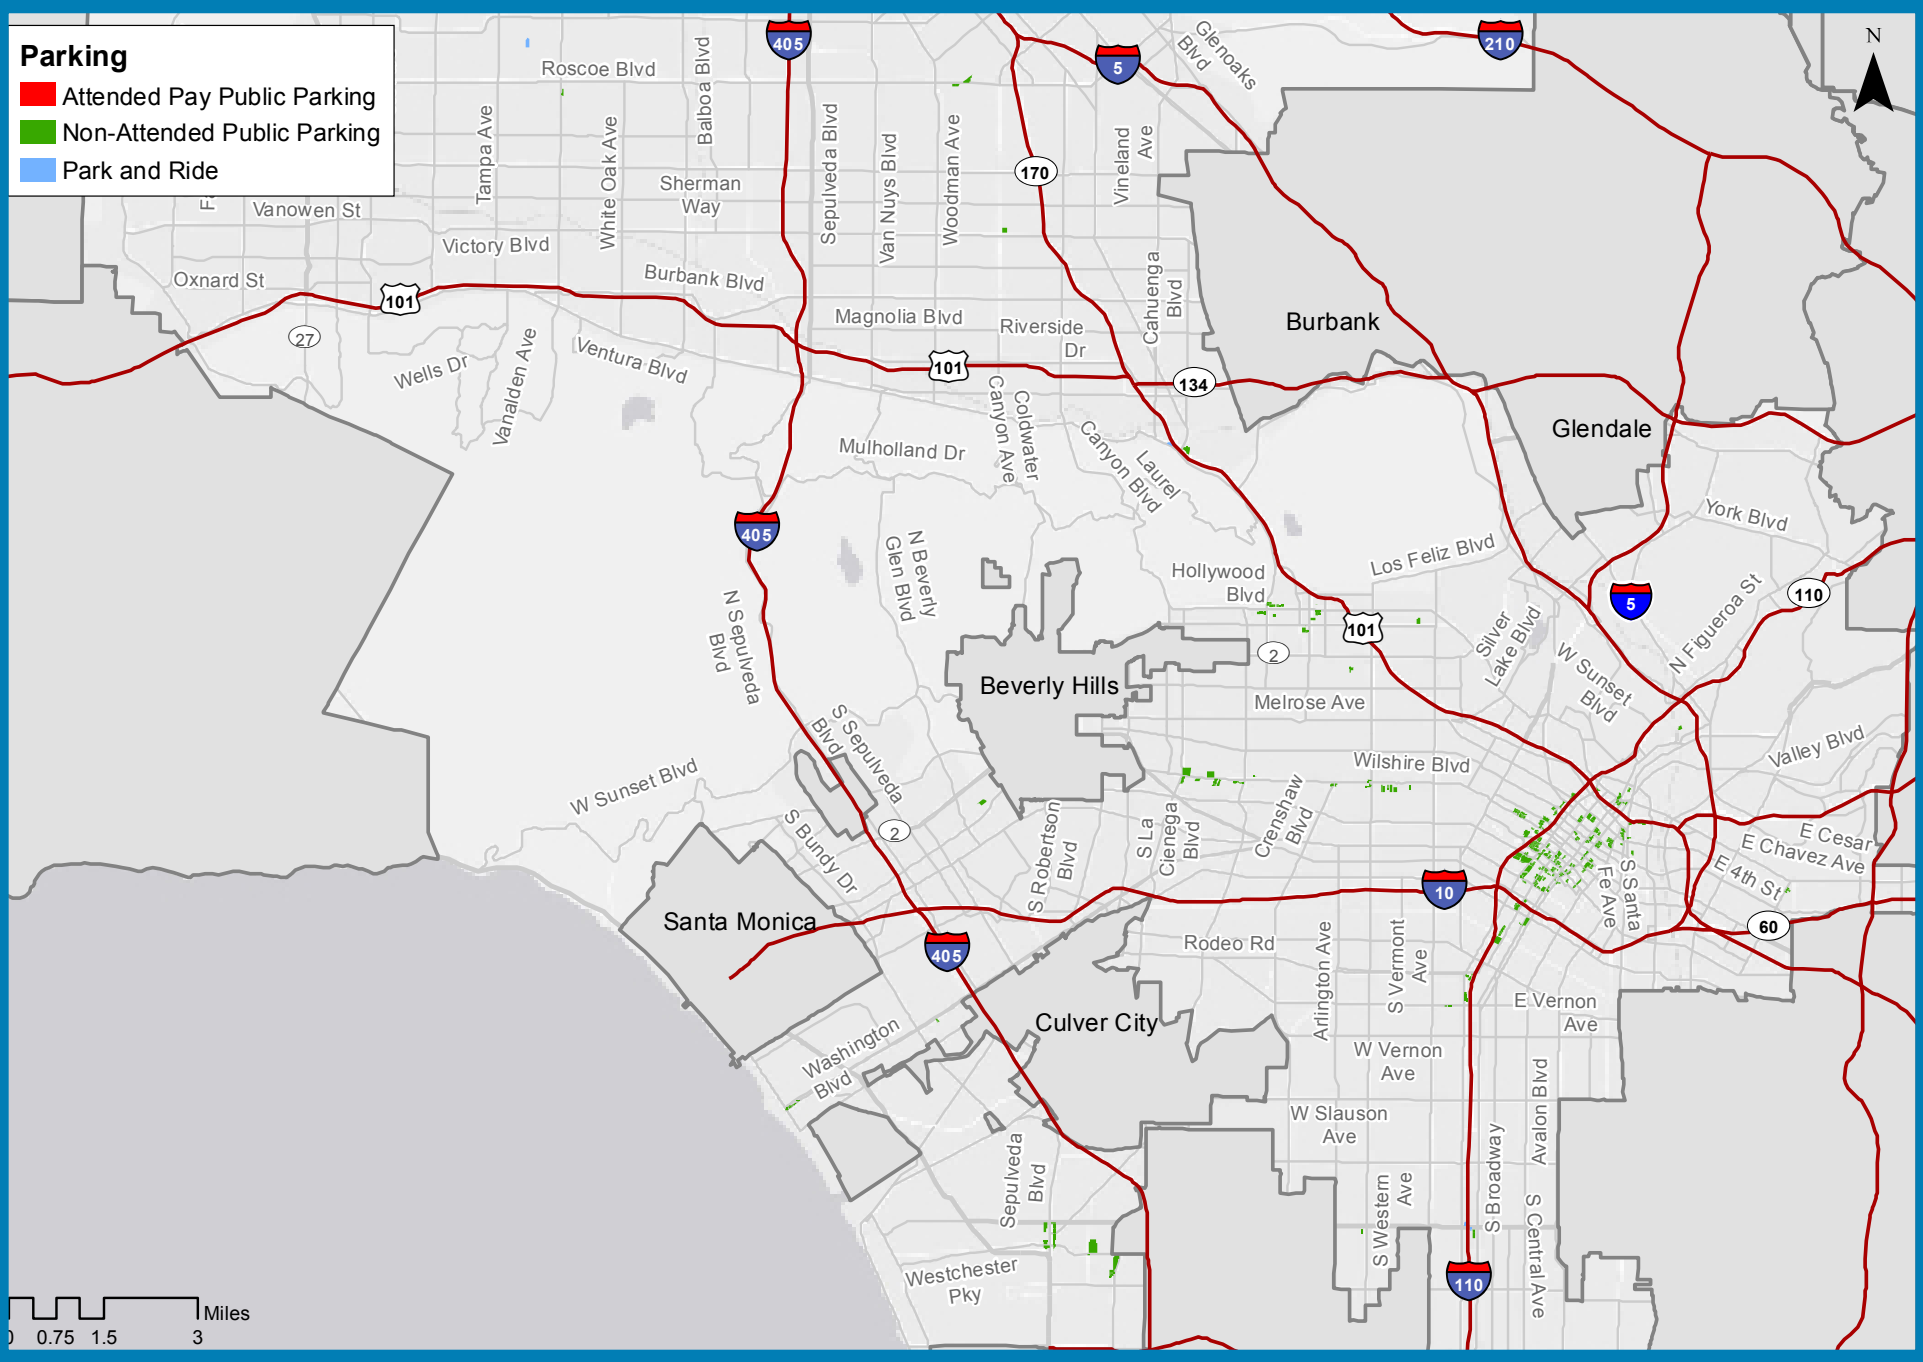 Parking
Attended Pay Public Parking
Non-Attended Public Parking
Park and Ride
N
405
5
210
Glenoaks
Blvd
Roscoe Blvd
Balboa Blvd
Tampa Ave
White Oak Ave
Sepulveda Blvd
Van Nuys Blvd
Woodman Ave
170
Vineland
Ave
Sherman
Way
Vanowen St
Victory Blvd
Oxnard St
Burbank Blvd
101
27
Wells Dr
Vanalden Ave
Ventura Blvd
Magnolia Blvd
Riverside
Dr
Cahuenga
Blvd
101
134
Burbank
Glendale
Mulholland Dr
Coldwater
Canyon Ave
Laurel
Canyon Blvd
York Blvd
405
N Beverly
Glen Blvd
Hollywood
Blvd
Los Feliz Blvd
5
110
N Figueroa St
N Sepulveda
Blvd
101
2
Silver
Lake Blvd
W Sunset
Blvd
Beverly Hills
Melrose Ave
S Sepulveda
Blvd
W Sunset Blvd
Wilshire Blvd
Valley Blvd
2
S Bundy Dr
S Robertson
Blvd
S La
Cienega
Blvd
Crenshaw
Blvd
E Cesar
E Chavez Ave
E 4th St
S Santa
Fe Ave
10
60
Santa Monica
405
Rodeo Rd
Arlington Ave
S Vermont
Ave
E Vernon
Ave
Culver City
Washington
Blvd
W Vernon
Ave
W Slauson
Ave
Avalon Blvd
S Broadway
S Western
Ave
S Central Ave
Sepulveda
Blvd
Westchester
Pky
110
0 0.75 1.5 3
Miles